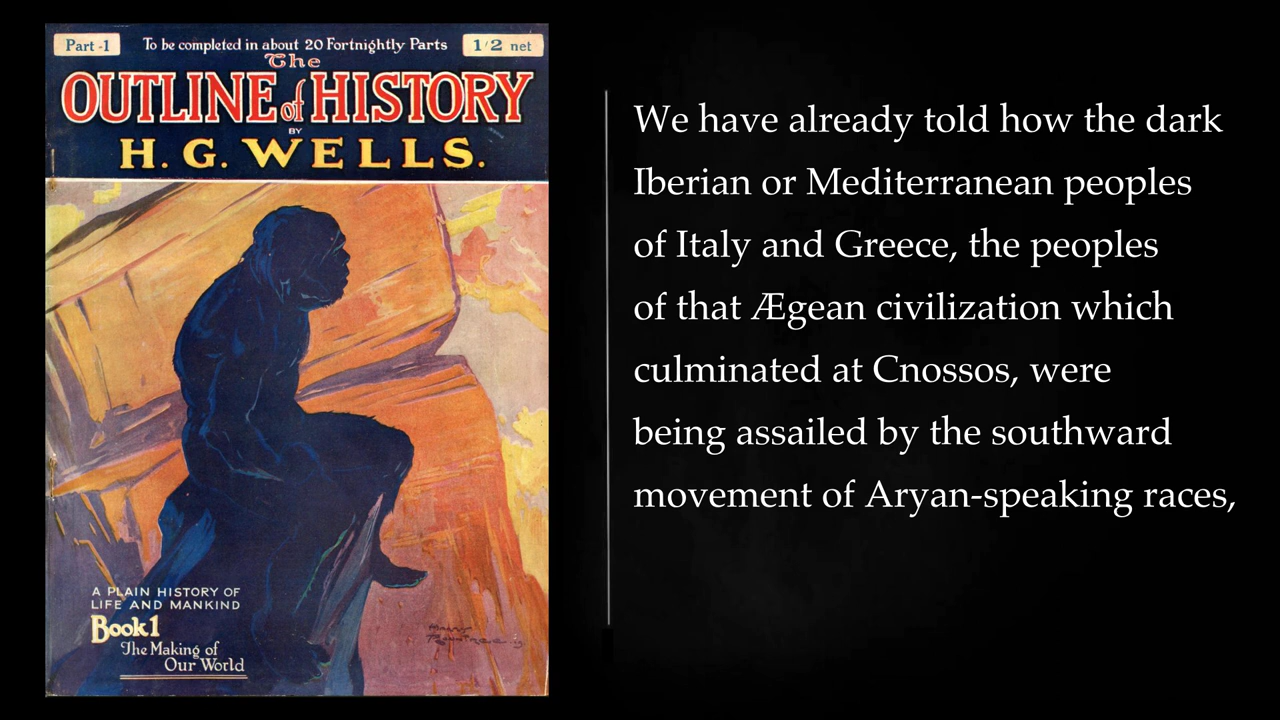 Part -1
To be completed in about 20 Fortnightly Parts
1/2 net
The
OUTLINE of HISTORY
BY
H. G. WELLS.
A PLAIN HISTORY OF
LIFE AND MANKIND
Book 1
The Making of
Our World
We have already told how the dark
Iberian or Mediterranean peoples
of Italy and Greece, the peoples
of that Ægean civilization which
culminated at Cnossos, were
being assailed by the southward
movement of Aryan-speaking races,